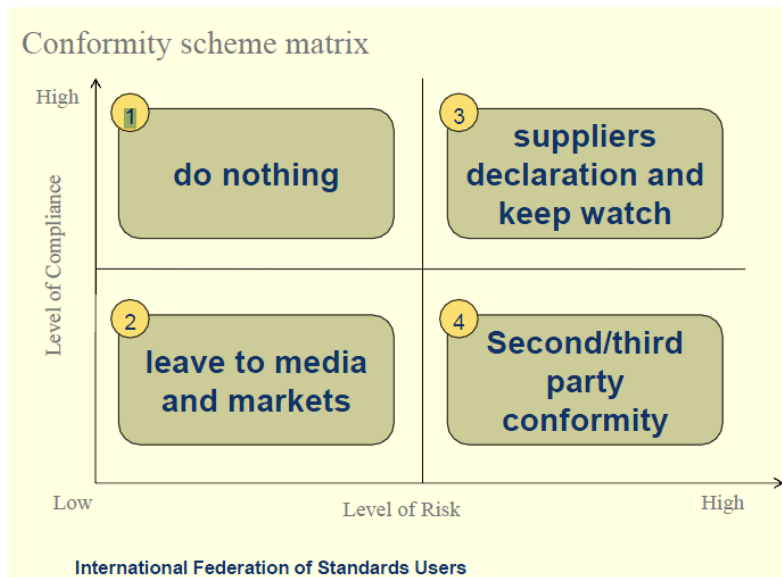 Conformity scheme matrix
High
Level of Compliance
1
do nothing
3
suppliers
declaration and
keep watch
2
leave to media
and markets
4
Second/third
party
conformity
Low
Level of Risk
High
International Federation of Standards Users